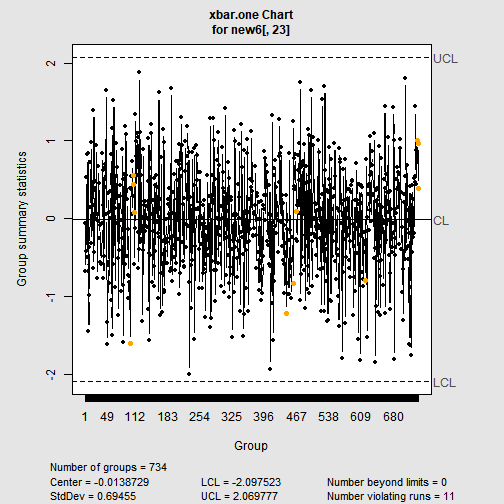 xbar.one Chart
for new6[, 23]
UCL
CL
LCL
Group summary statistics
2
1
0
-1
-2
1 49 112 183 254 325 396 467 538 609 680
Group
Number of groups = 734
Center = -0.0138729 LCL = -2.097523 Number beyond limits = 0
StdDev = 0.69455 UCL = 2.069777 Number violating runs = 11